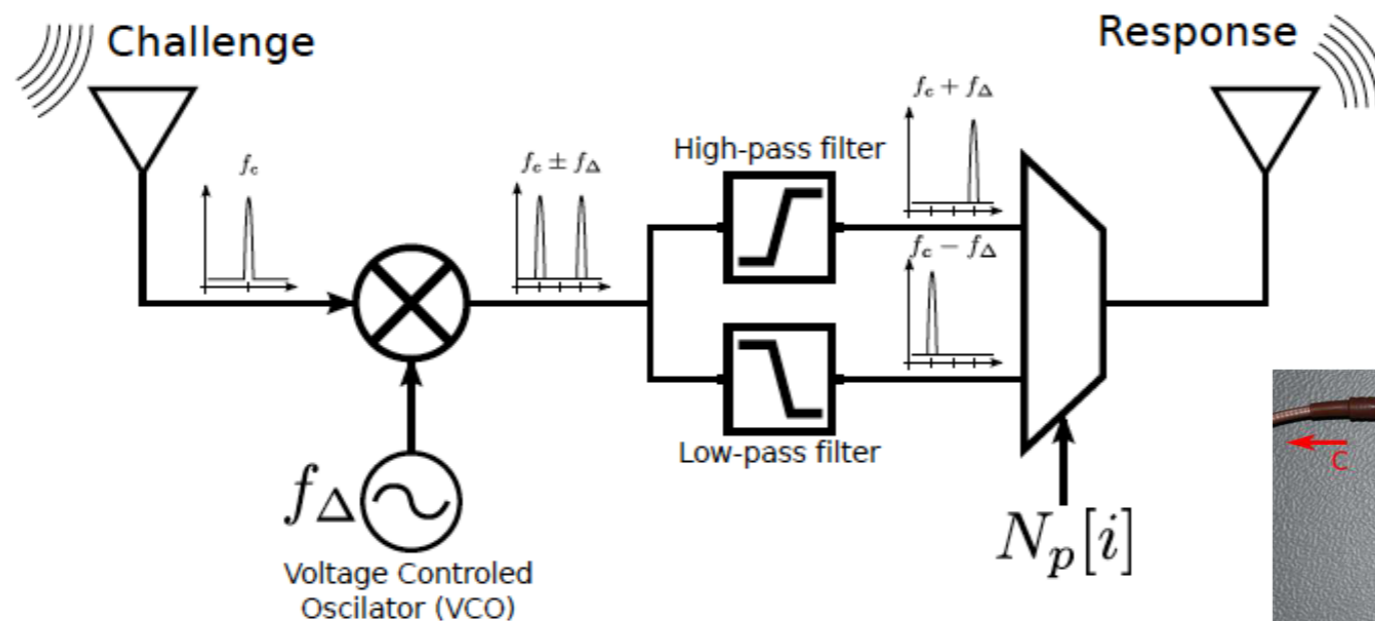 Challenge
Response
f_c
f_c ± f_Δ
High-pass filter
f_c + f_Δ
f_c − f_Δ
Low-pass filter
f_Δ
Voltage Controled
Oscilator (VCO)
N_p[i]
C